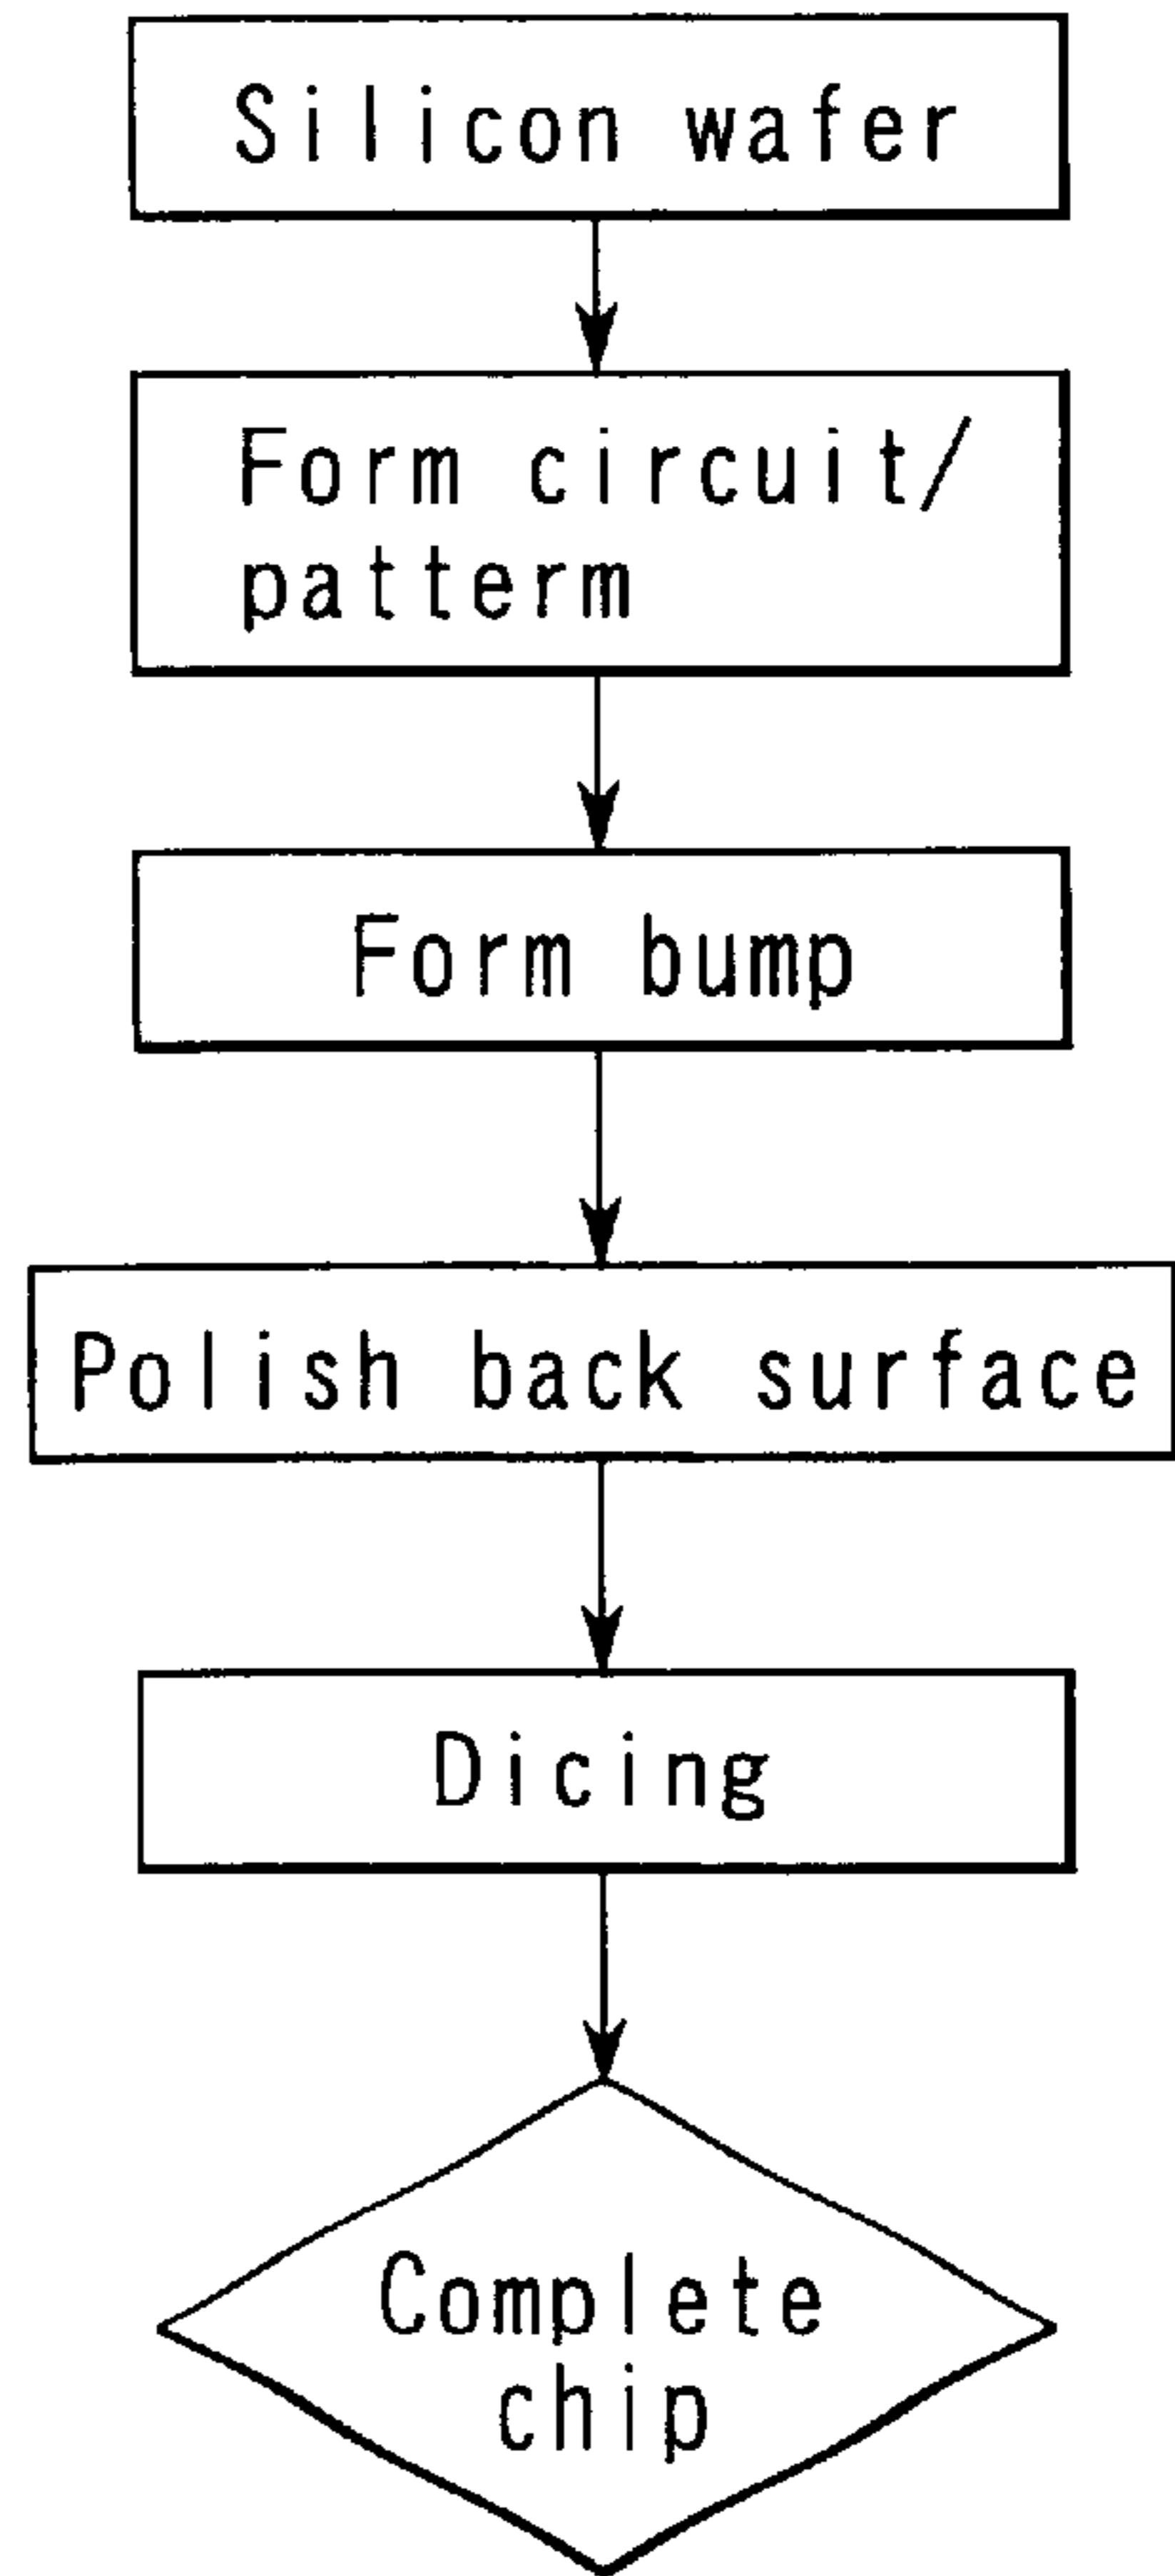 Silicon wafer
Form circuit/
patterm
Form bump
Polish back surface
Dicing
Complete
chip